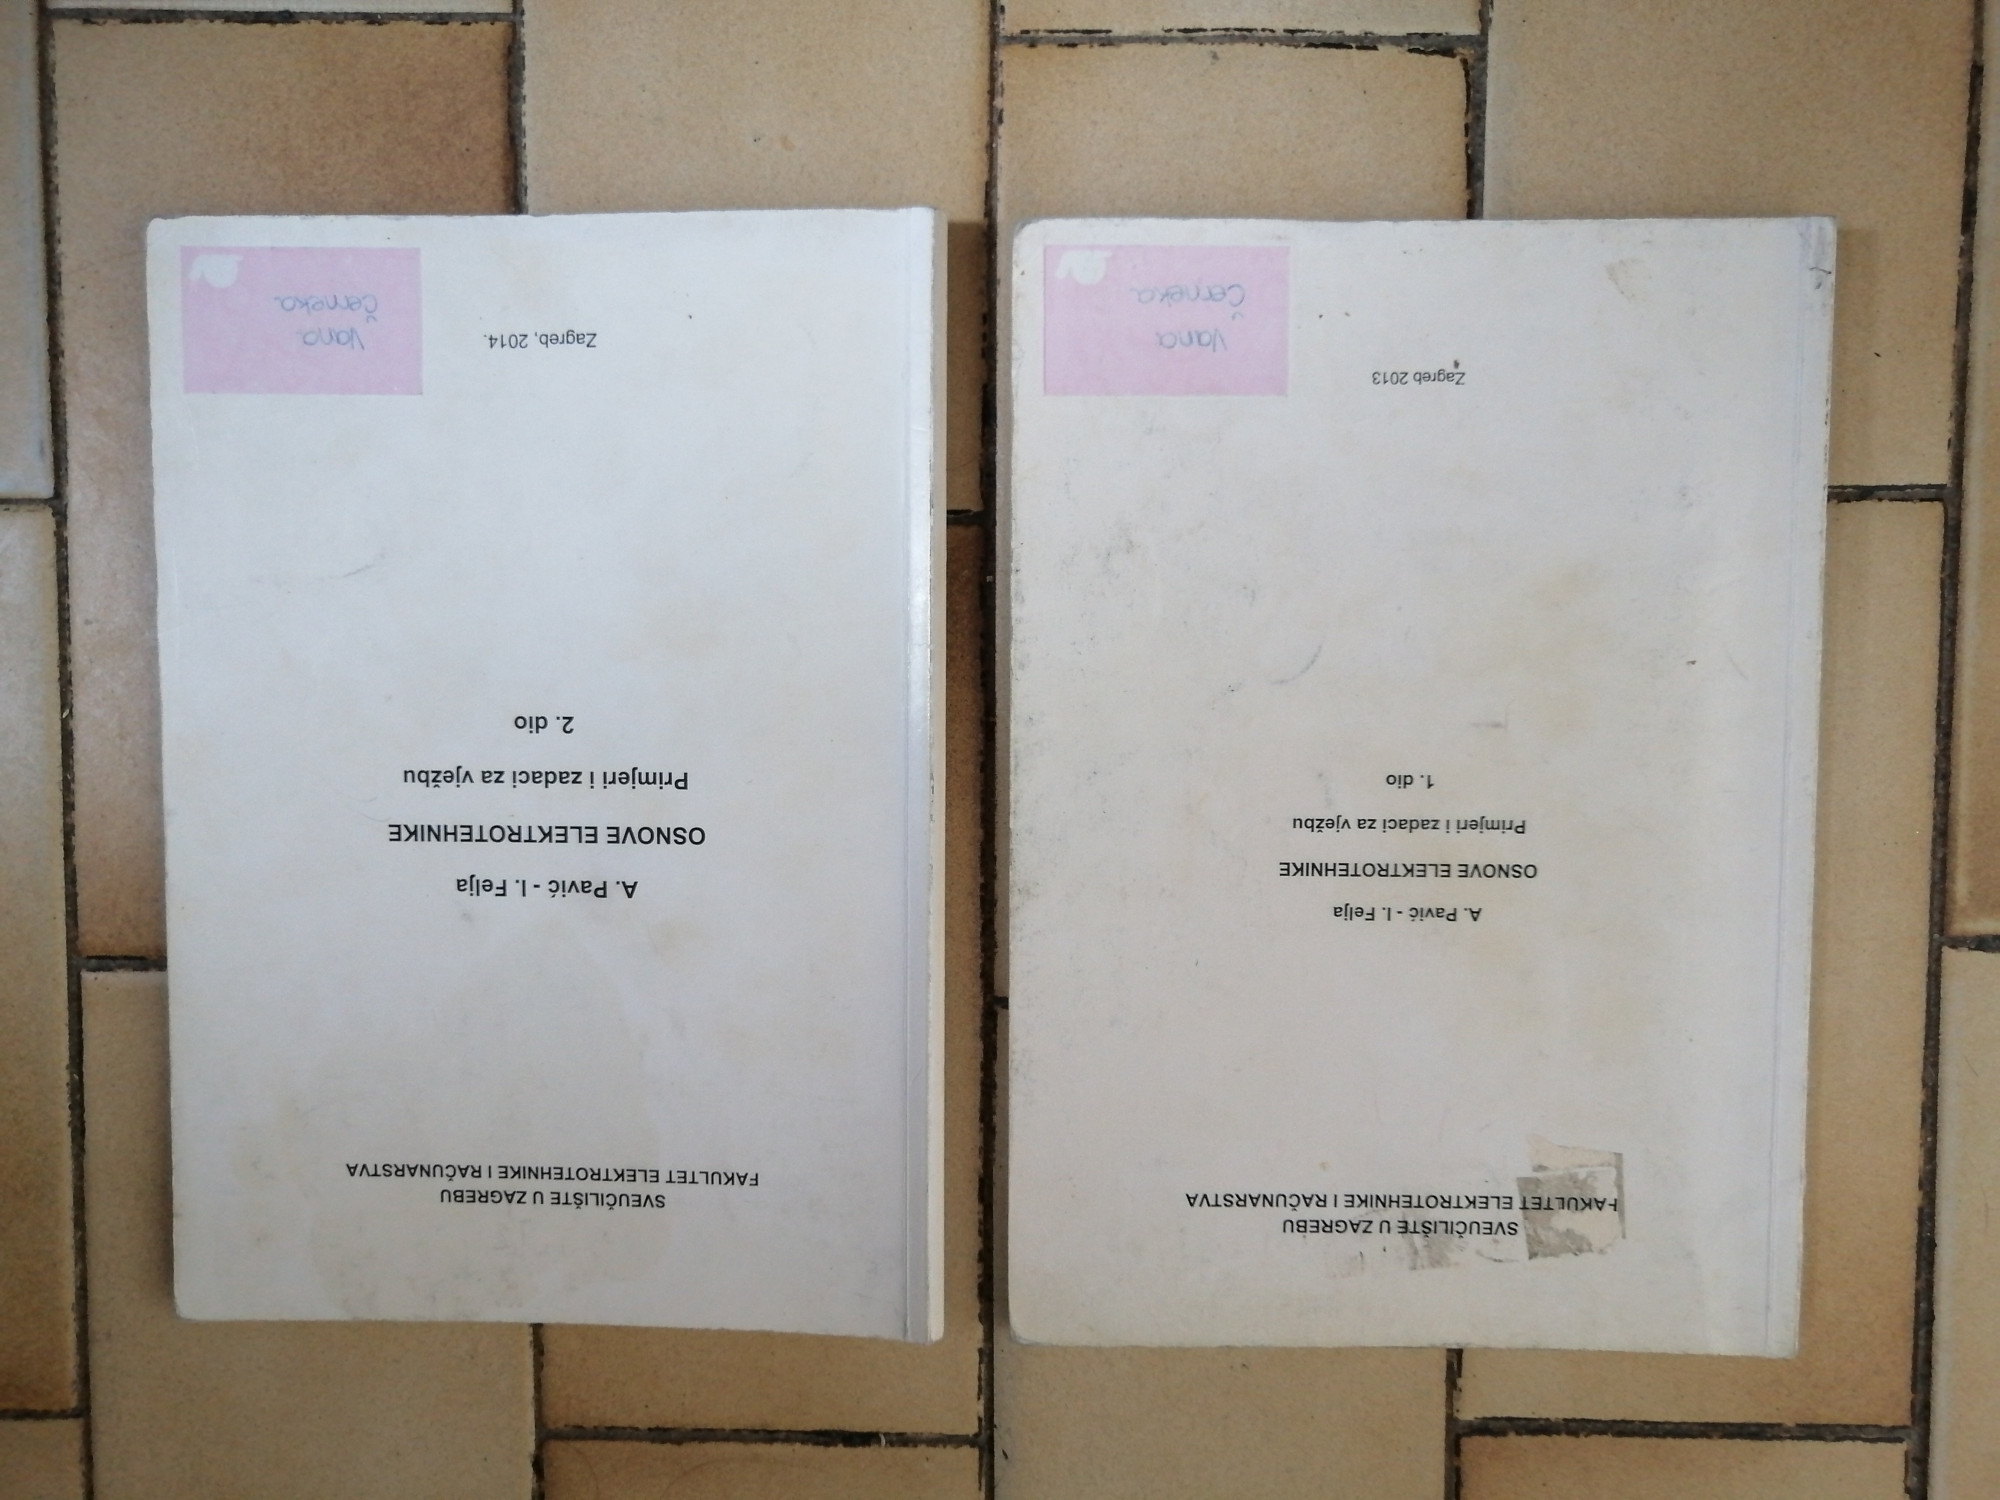 SVEUČILIŠTE U ZAGREBU
FAKULTET ELEKTROTEHNIKE I RAČUNARSTVA
A. Pavić - I. Felja
OSNOVE ELEKTROTEHNIKE
Primjeri i zadaci za vježbu
1. dio
Zagreb 2013
Vana
Černeka
SVEUČILIŠTE U ZAGREBU
FAKULTET ELEKTROTEHNIKE I RAČUNARSTVA
A. Pavić - I. Felja
OSNOVE ELEKTROTEHNIKE
Primjeri i zadaci za vježbu
2. dio
Zagreb, 2014.
Vana
Černeka